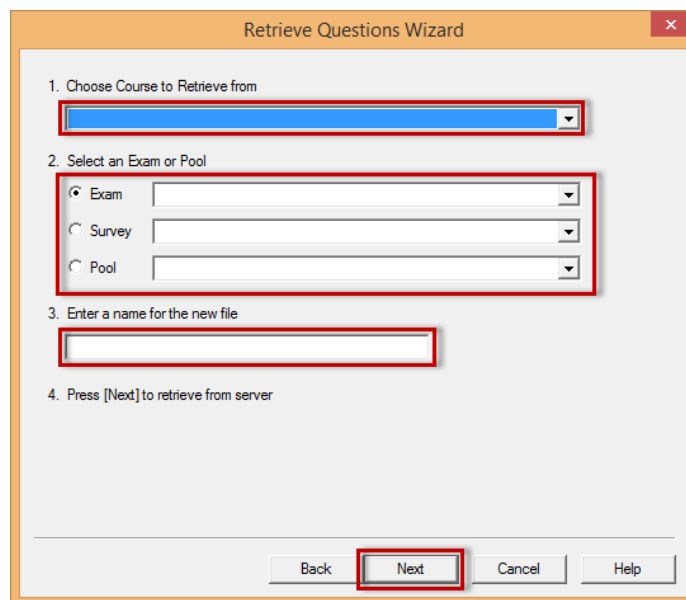 Retrieve Questions Wizard
1. Choose Course to Retrieve from
2. Select an Exam or Pool
Exam
Survey
Pool
3. Enter a name for the new file
4. Press [Next] to retrieve from server
Back Next Cancel Help